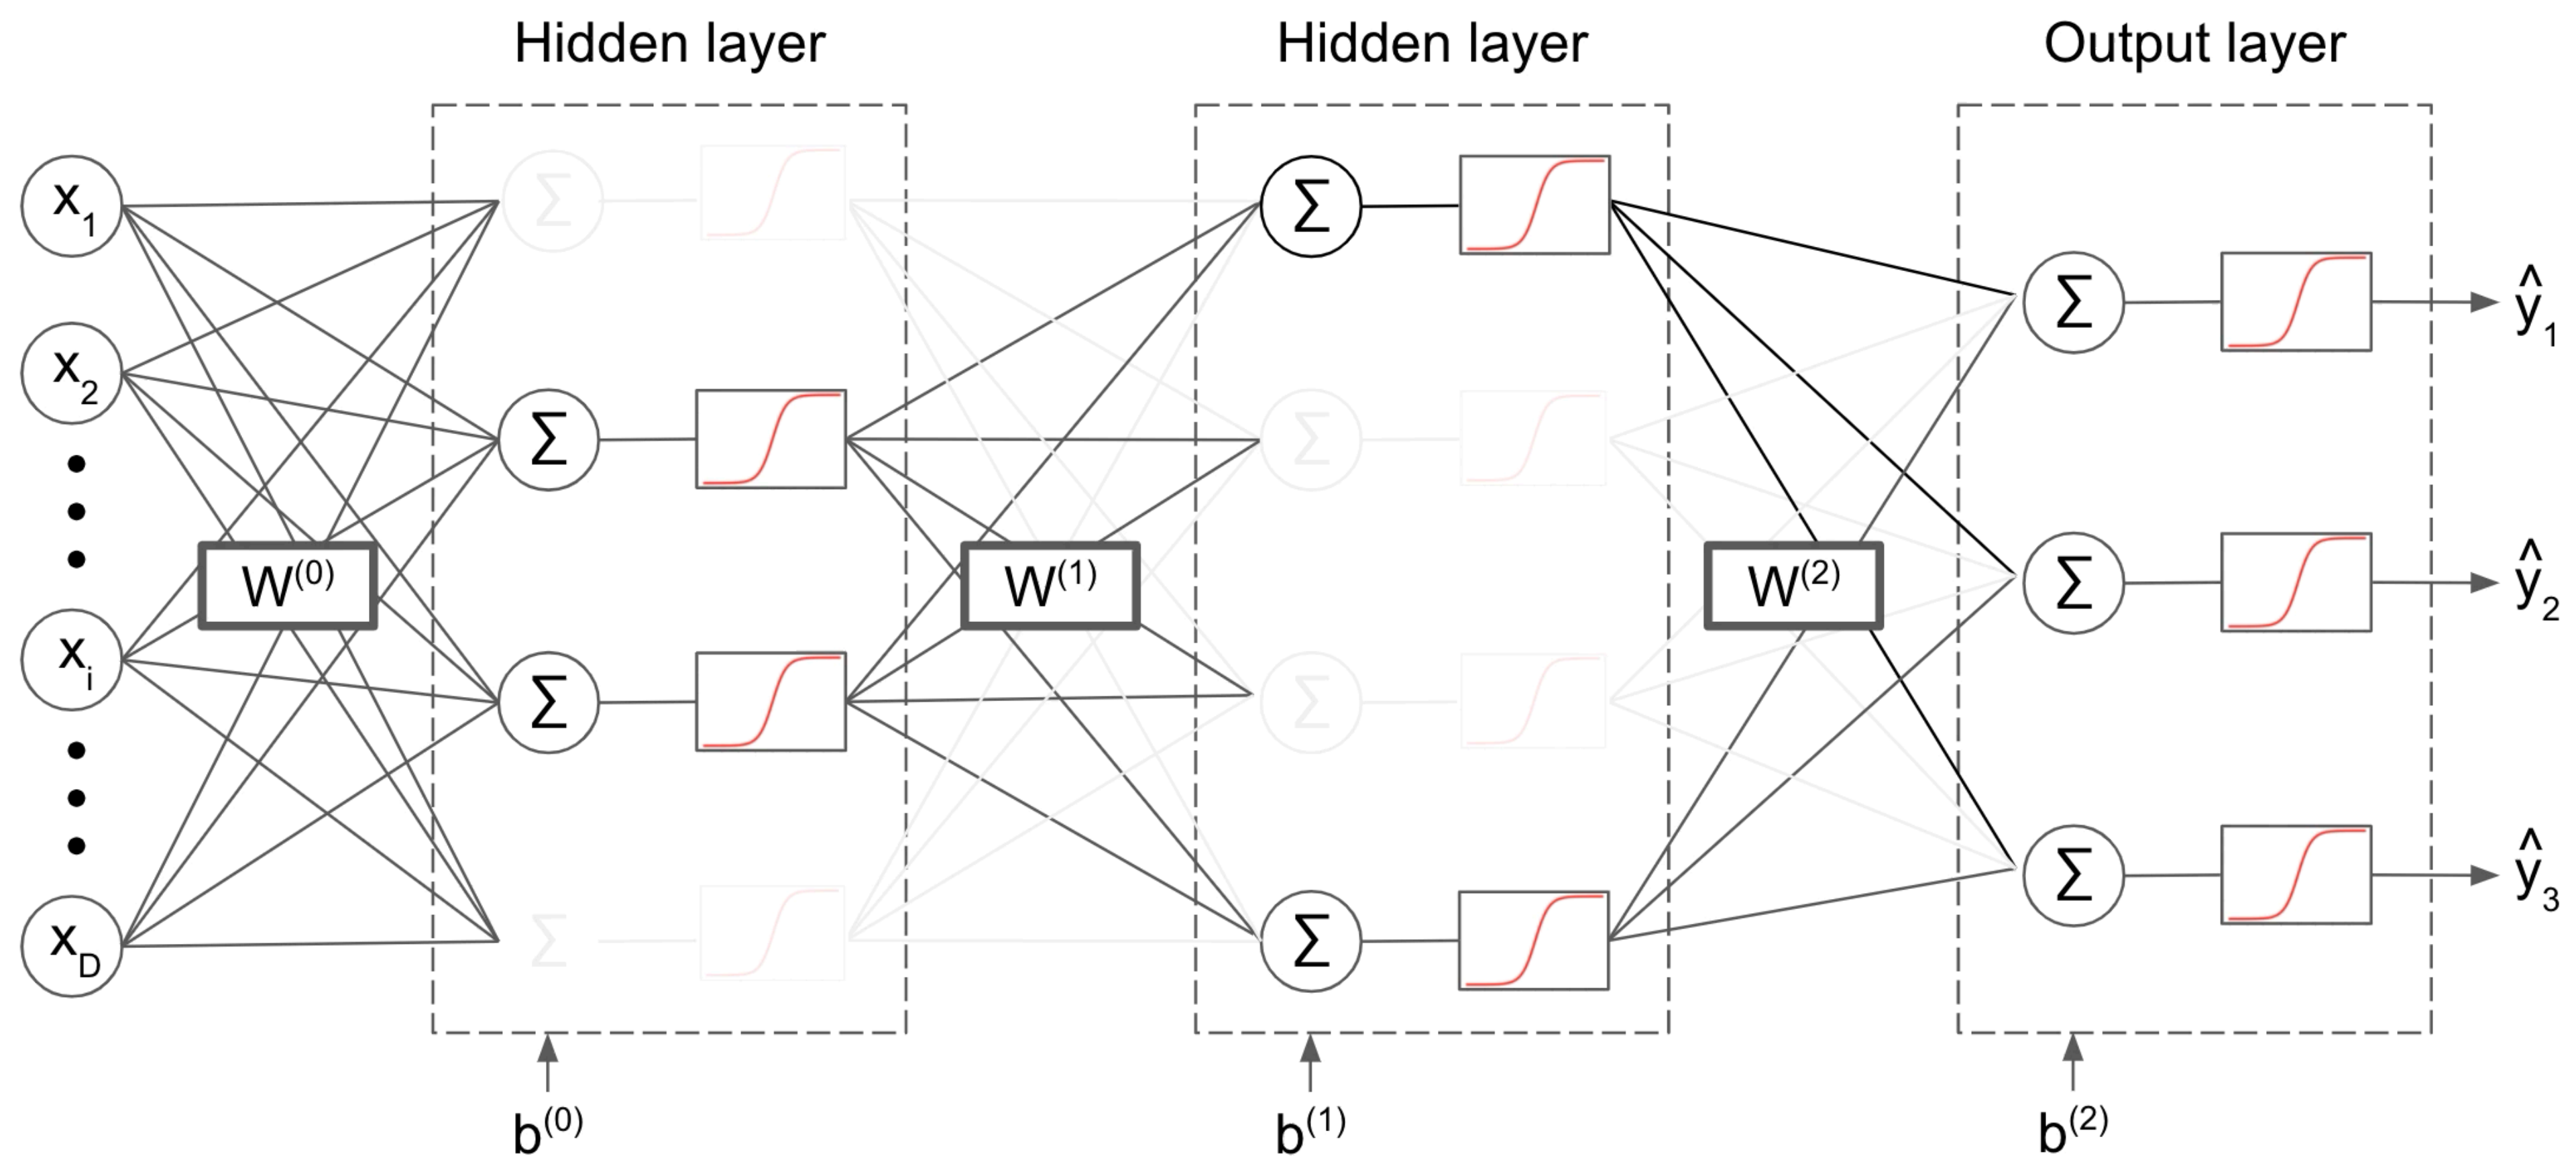 Hidden layer
Hidden layer
Output layer
x1
x2
xi
xD
Σ
Σ
Σ
Σ
Σ
Σ
Σ
Σ
Σ
Σ
Σ
W(0)
W(1)
W(2)
ŷ1
ŷ2
ŷ3
b(0)
b(1)
b(2)